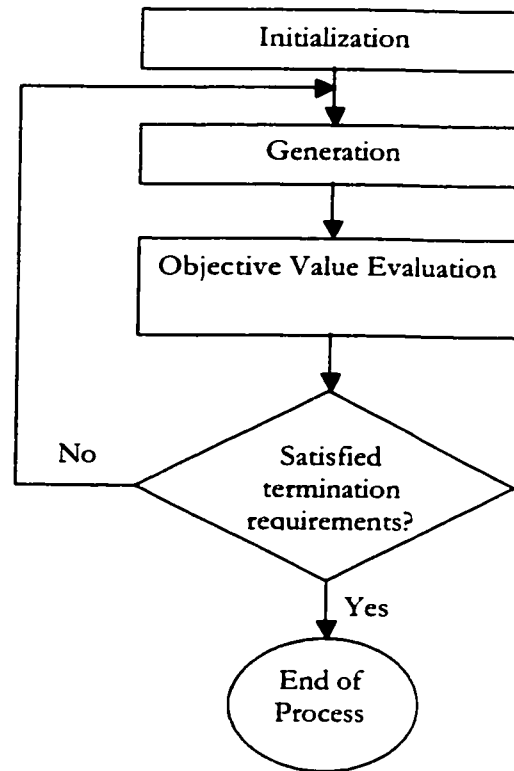 Initialization
Generation
Objective Value Evaluation
No
Satisfied
termination
requirements?
Yes
End of
Process